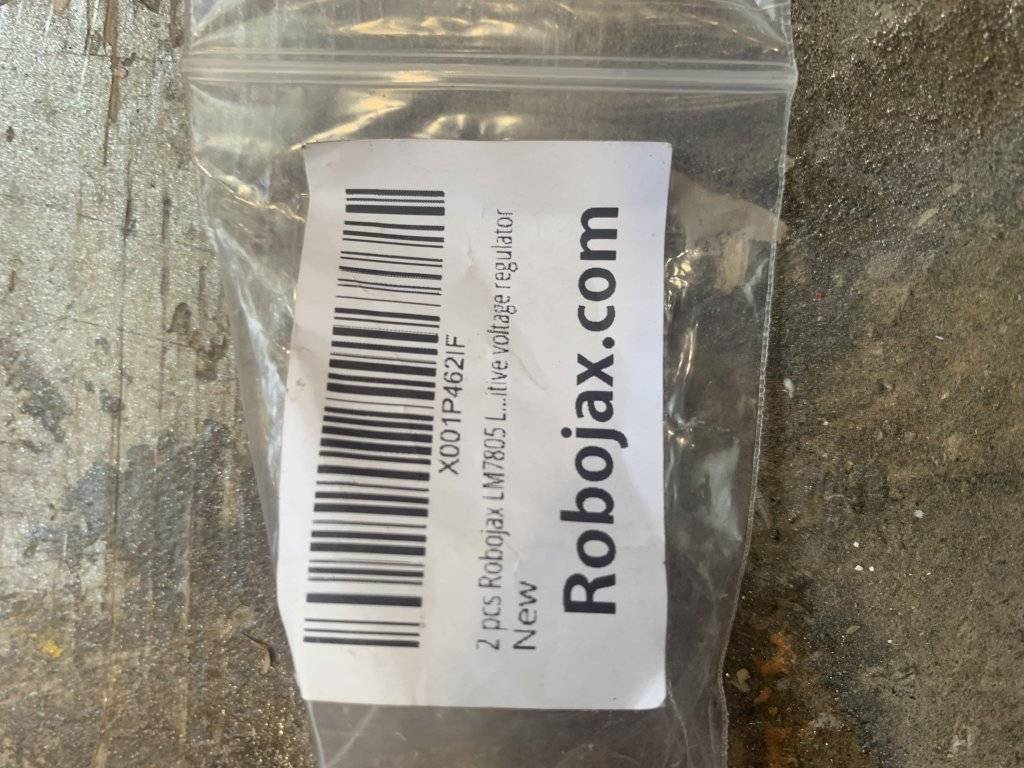 X001P462IF
2 pcs Robojax LM7805 L...itive voltage regulator
New
Robojax.com